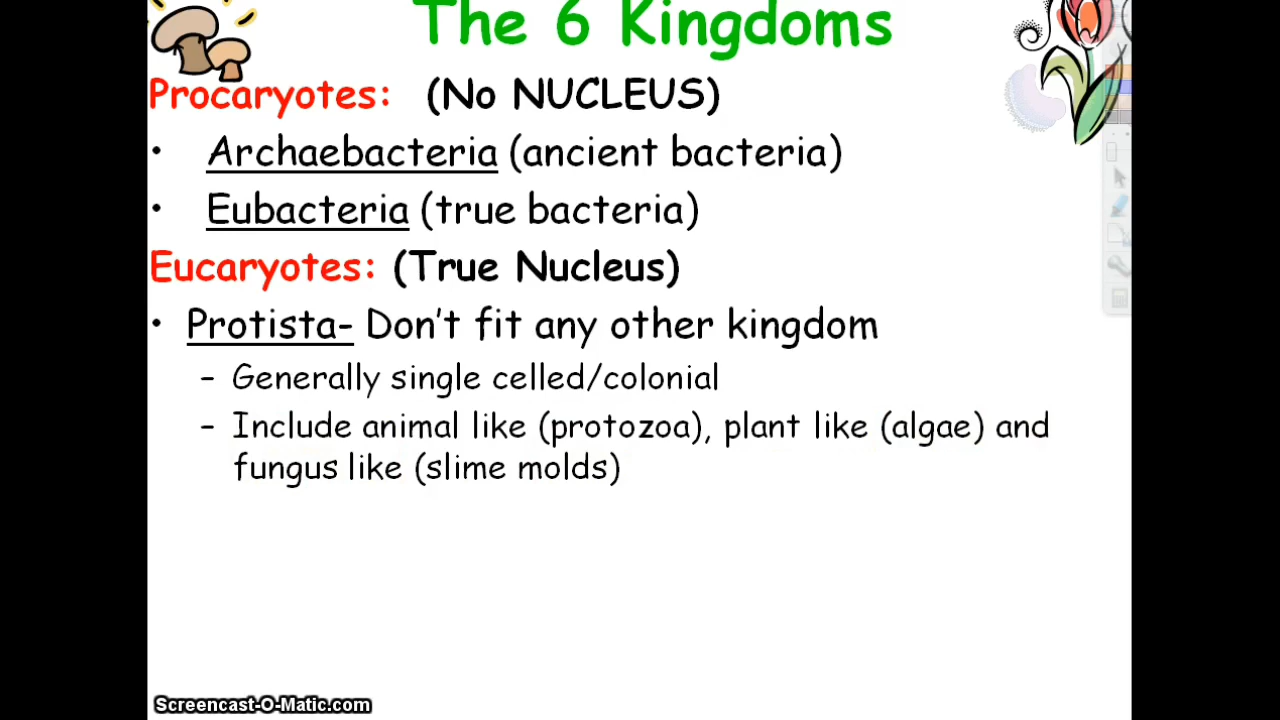 The 6 Kingdoms
Procaryotes: (No NUCLEUS)
• Archaebacteria (ancient bacteria)
• Eubacteria (true bacteria)
Eucaryotes: (True Nucleus)
• Protista- Don't fit any other kingdom
– Generally single celled/colonial
– Include animal like (protozoa), plant like (algae) and
fungus like (slime molds)
Screencast-O-Matic.com